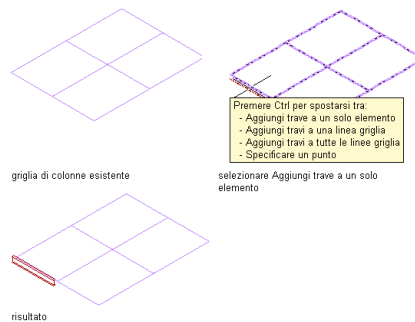 Premere Ctrl per spostarsi tra:
- Aggiungi trave a un solo elemento
- Aggiungi travi a una linea griglia
- Aggiungi travi a tutte le linee griglia
- Specificare un punto
griglia di colonne esistente
selezionare Aggiungi trave a un solo
elemento
risultato